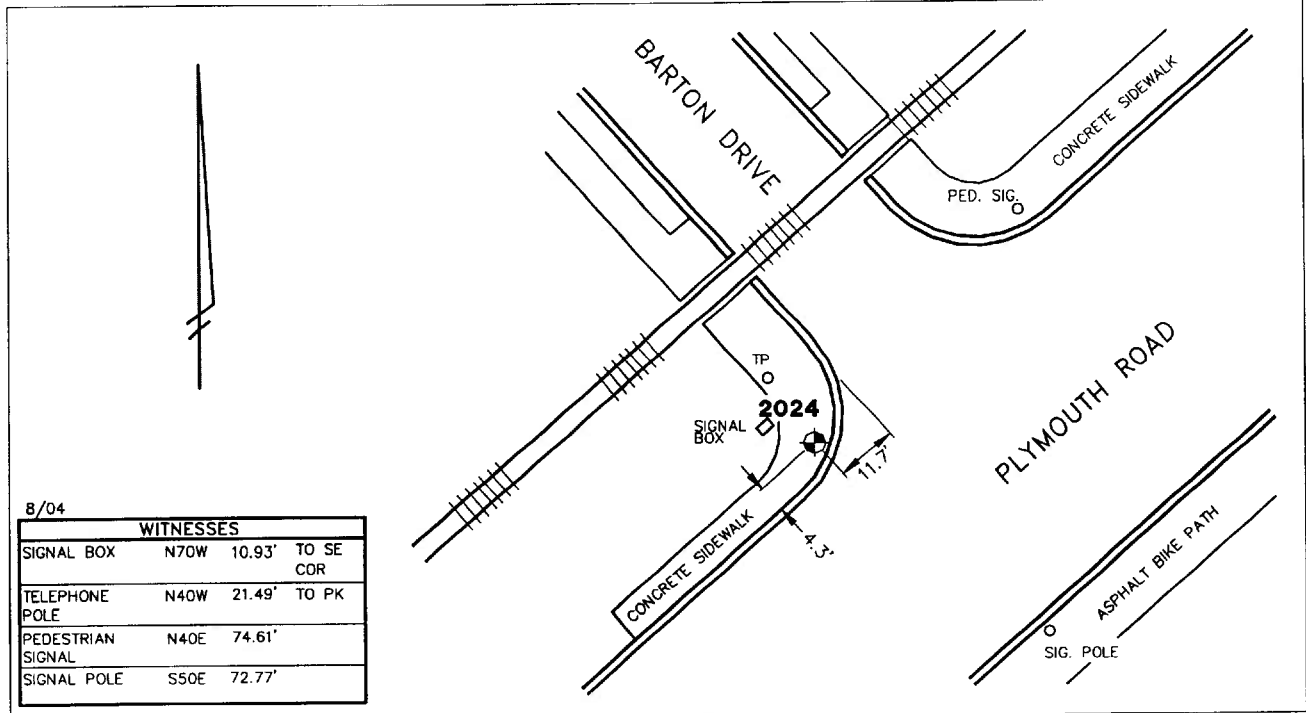 BARTON DRIVE
CONCRETE SIDEWALK
PED. SIG.
TP
2024
SIGNAL
BOX
11.7'
PLYMOUTH ROAD
4.3'
CONCRETE SIDEWALK
ASPHALT BIKE PATH
SIG. POLE
8/04
WITNESSES
SIGNAL BOX N70W 10.93' TO SE
COR
TELEPHONE N40W 21.49' TO PK
POLE
PEDESTRIAN N40E 74.61'
SIGNAL
SIGNAL POLE S50E 72.77'